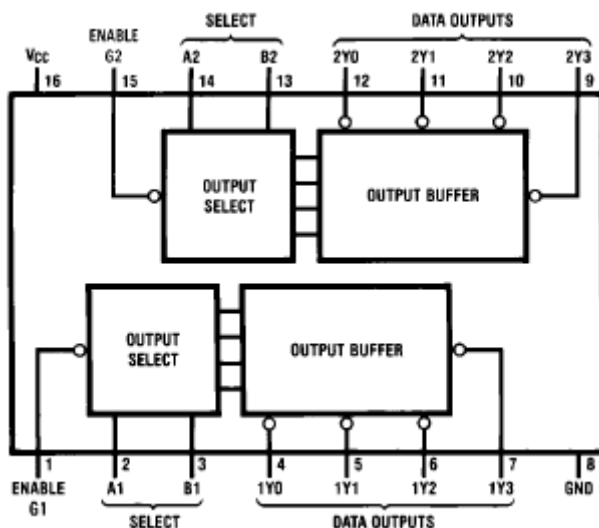 SELECT
DATA OUTPUTS
ENABLE
G2
VCC
A2
B2
2Y0
2Y1
2Y2
2Y3
16
15
14
13
12
11
10
9
OUTPUT
SELECT
OUTPUT BUFFER
OUTPUT
SELECT
OUTPUT BUFFER
1
2
3
4
5
6
7
8
ENABLE
G1
A1
B1
1Y0
1Y1
1Y2
1Y3
GND
SELECT
DATA OUTPUTS